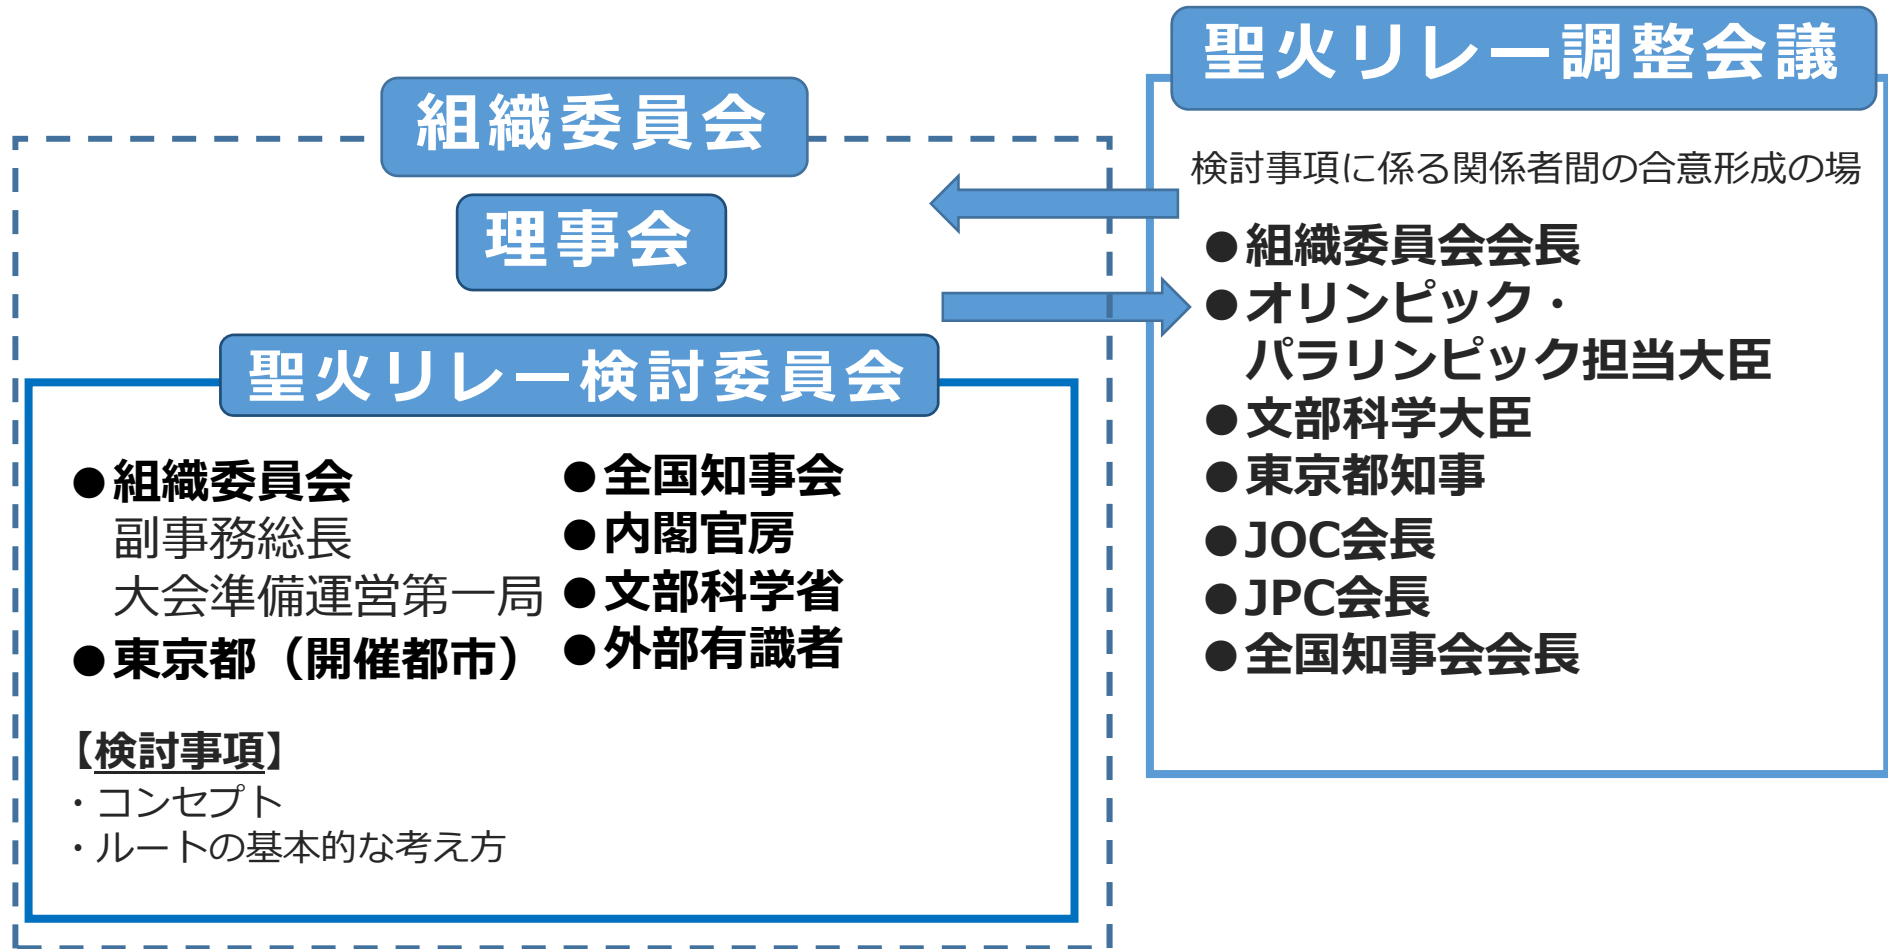 組織委員会
理事会
聖火リレー検討委員会
●組織委員会
副事務総長
大会準備運営第一局
●東京都（開催都市）
●全国知事会
●内閣官房
●文部科学省
●外部有識者
【検討事項】
・コンセプト
・ルートの基本的な考え方
聖火リレー調整会議
検討事項に係る関係者間の合意形成の場
●組織委員会会長
●オリンピック・
パラリンピック担当大臣
●文部科学大臣
●東京都知事
●JOC会長
●JPC会長
●全国知事会会長